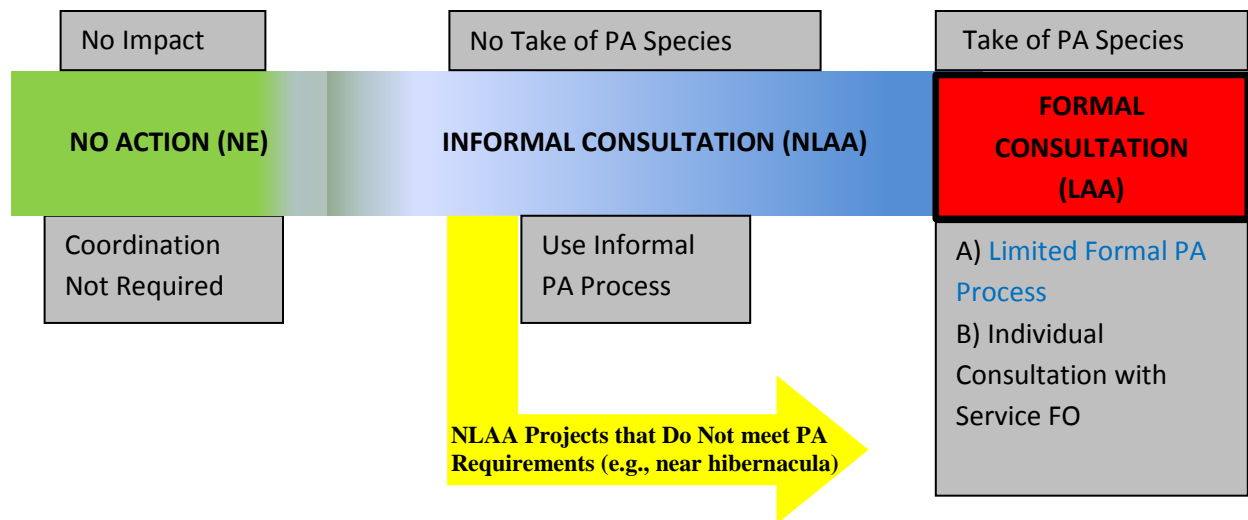 No Impact
No Take of PA Species
Take of PA Species
NO ACTION (NE)
INFORMAL CONSULTATION (NLAA)
FORMAL
CONSULTATION
(LAA)
Coordination
Not Required
Use Informal
PA Process
A) Limited Formal PA
Process
B) Individual
Consultation with
Service FO
NLAA Projects that Do Not meet PA
Requirements (e.g., near hibernacula)